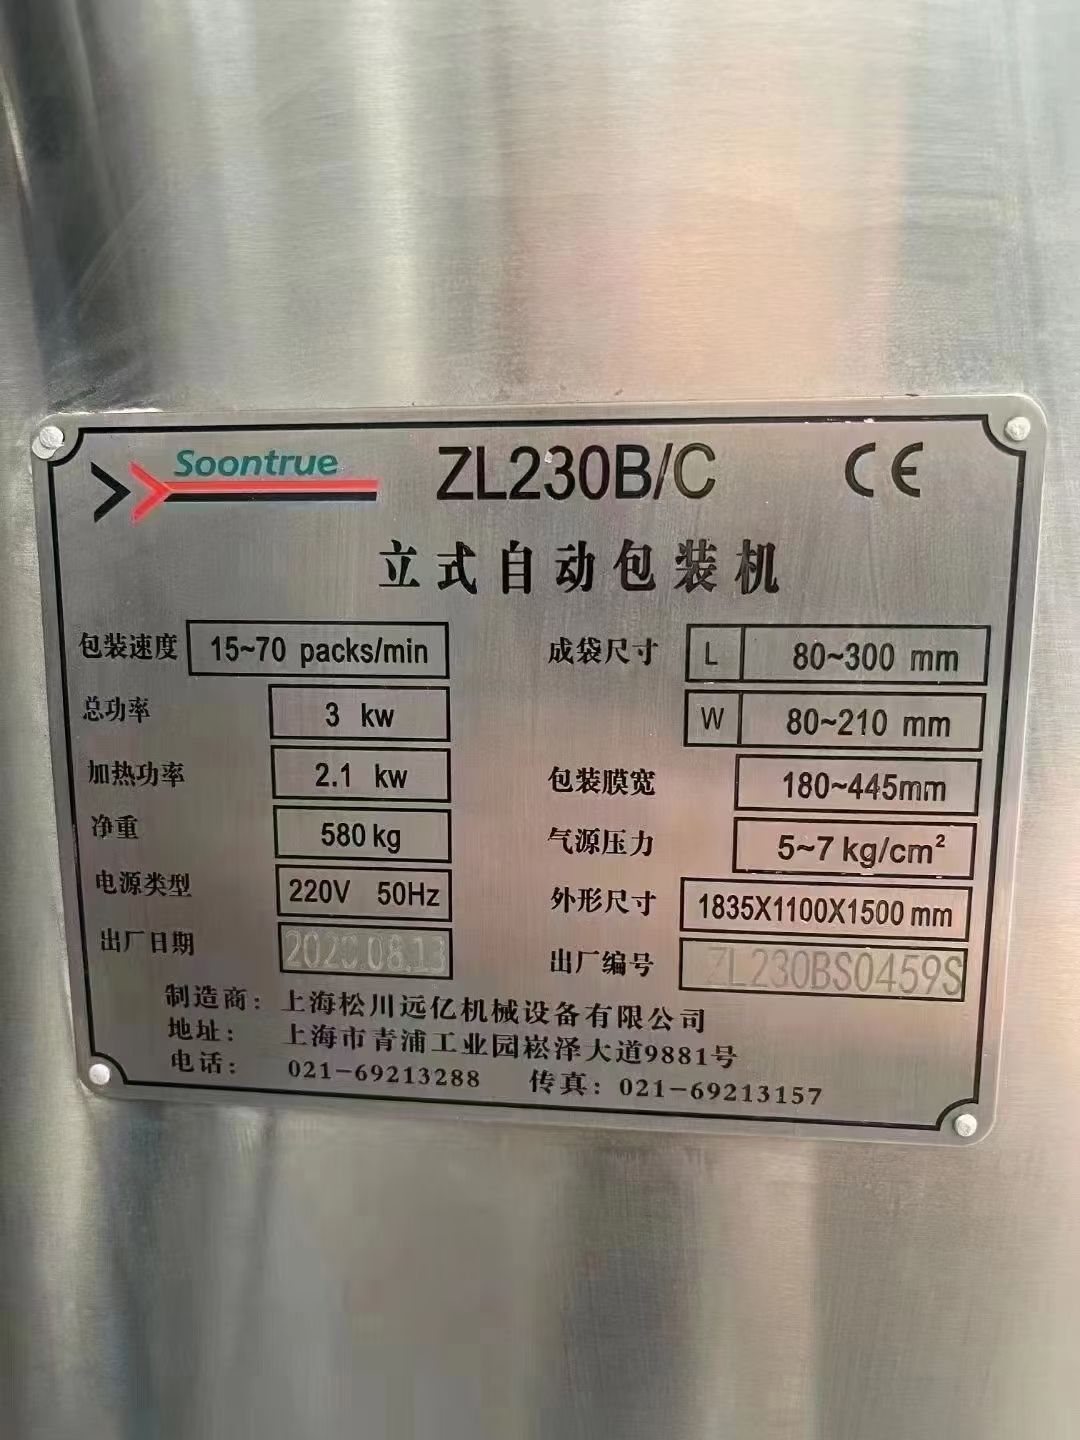 Soontrue ZL230B/C CE
立式自动包装机
包装速度 15~70 packs/min 成袋尺寸 L 80~300 mm
总功率 3 kw W 80~210 mm
加热功率 2.1 kw 包装膜宽 180~445mm
净重 580kg 气源压力 5~7 kg/cm²
电源类型 220V 50Hz 外形尺寸 1835X1100X1500mm
出厂日期 2020.08.13 出厂编号 ZL230BS0459S
制造商: 上海松川远亿机械设备有限公司
地址: 上海市青浦工业园崧泽大道9881号
电话: 021-69213288 传真: 021-69213157